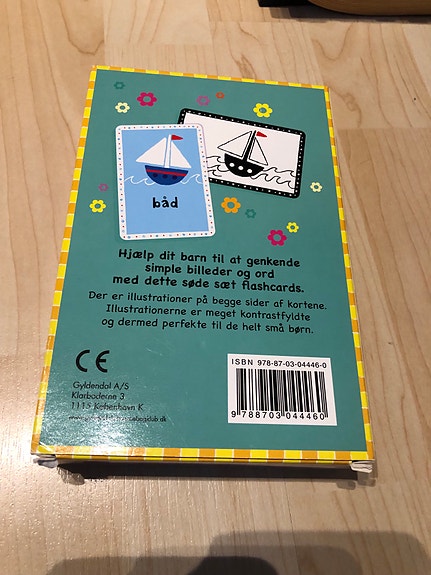 båd
Hjælp dit barn til at genkende
simple billeder og ord
med dette søde sæt flashcards.
Der er illustrationer på begge sider af kortene.
Illustrationerne er meget kontrastfyldte
og dermed perfekte til de helt små børn.
CE
Gyldendal A/S
Klareboderne 3
1115 København K
ISBN 978-87-03-04446-0
9 788703 044460